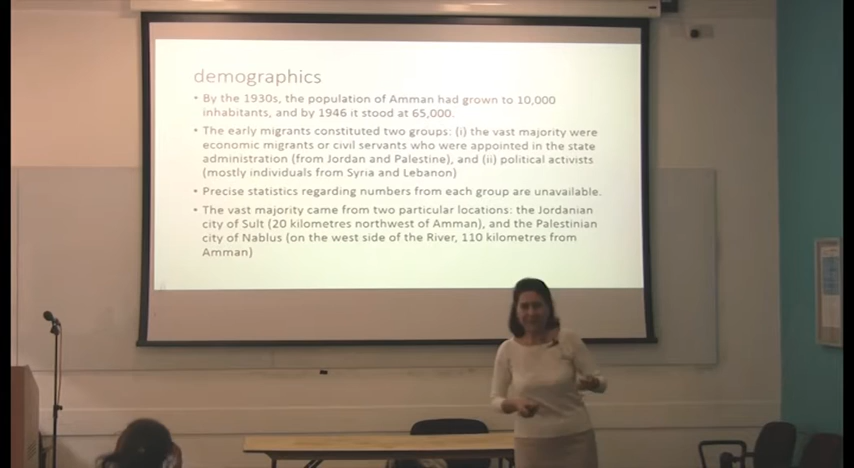 demographics
• By the 1930s, the population of Amman had grown to 10,000
inhabitants, and by 1946 it stood at 65,000.
• The early migrants constituted two groups: (i) the vast majority were
economic migrants or civil servants who were appointed in the state
administration (from Jordan and Palestine), and (ii) political activists
(mostly individuals from Syria and Lebanon)
• Precise statistics regarding numbers from each group are unavailable.
• The vast majority came from two particular locations: the Jordanian
city of Sult (20 kilometres northwest of Amman), and the Palestinian
city of Nablus (on the west side of the River, 110 kilometres from
Amman)